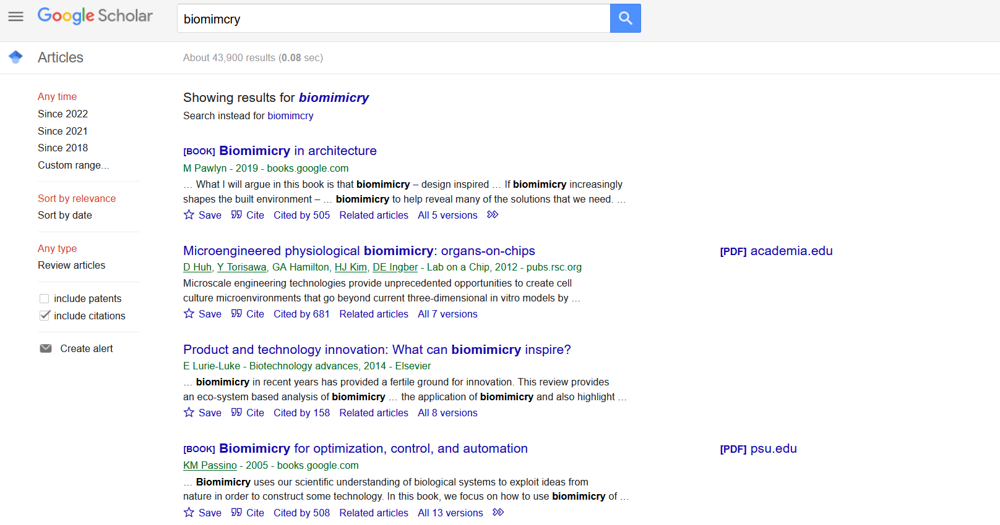 Google Scholar
biomimcry
Articles
About 43,900 results (0.08 sec)
Any time
Since 2022
Since 2021
Since 2018
Custom range...
Sort by relevance
Sort by date
Any type
Review articles
include patents
include citations
Create alert
Showing results for biomimicry
Search instead for biomimcry
[BOOK] Biomimicry in architecture
M Pawlyn - 2019 - books.google.com
… What I will argue in this book is that biomimicry – design inspired … If biomimicry increasingly
shapes the built environment – … biomimicry to help reveal many of the solutions that we need. …
Save Cite Cited by 505 Related articles All 5 versions
Microengineered physiological biomimicry: organs-on-chips
[PDF] academia.edu
D Huh, Y Torisawa, GA Hamilton, HJ Kim, DE Ingber - Lab on a Chip, 2012 - pubs.rsc.org
Microscale engineering technologies provide unprecedented opportunities to create cell
culture microenvironments that go beyond current three-dimensional in vitro models by …
Save Cite Cited by 681 Related articles All 7 versions
Product and technology innovation: What can biomimicry inspire?
E Lurie-Luke - Biotechnology advances, 2014 - Elsevier
… biomimicry in recent years has provided a fertile ground for innovation. This review provides
an eco-system based analysis of biomimicry … the application of biomimicry and also highlight …
Save Cite Cited by 158 Related articles All 8 versions
[BOOK] Biomimicry for optimization, control, and automation
[PDF] psu.edu
KM Passino - 2005 - books.google.com
… Biomimicry uses our scientific understanding of biological systems to exploit ideas from
nature in order to construct some technology. In this book, we focus on how to use biomimicry of …
Save Cite Cited by 508 Related articles All 13 versions